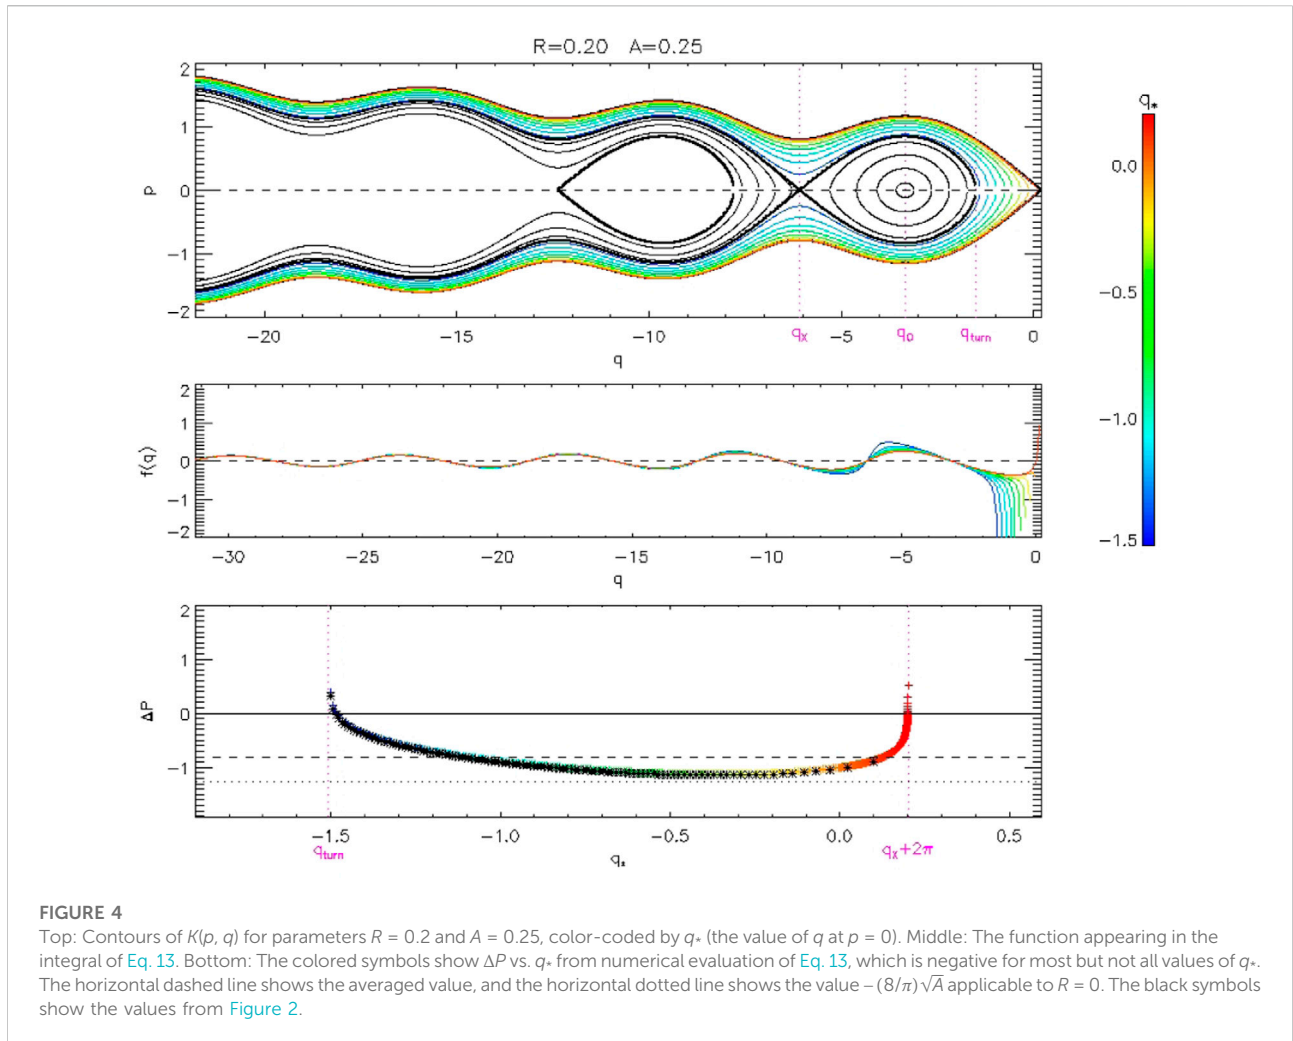 R=0.20 A=0.25
2
1
0
−1
−2
P
−20
−15
−10
qX
−5
qO
qturn
0
q
q*
0.0
−0.5
−1.0
−1.5
2
1
0
−1
−2
f(q)
−30
−25
−20
−15
−10
−5
0
q
2
1
0
−1
ΔP
−1.5
−1.0
−0.5
0.0
0.5
qturn
q*
qX+2π
FIGURE 4
Top: Contours of K(p, q) for parameters R = 0.2 and A = 0.25, color-coded by q⋆ (the value of q at p = 0). Middle: The function appearing in the
integral of Eq. 13. Bottom: The colored symbols show ΔP vs. q⋆ from numerical evaluation of Eq. 13, which is negative for most but not all values of q⋆.
The horizontal dashed line shows the averaged value, and the horizontal dotted line shows the value −(8/π)√A applicable to R = 0. The black symbols
show the values from Figure 2.